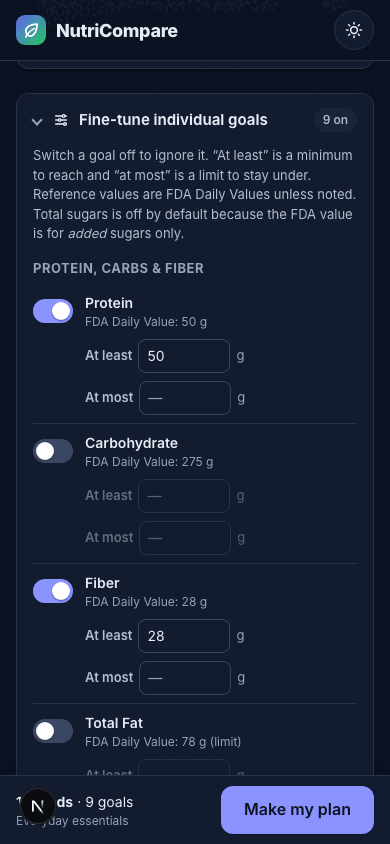 NutriCompare
Fine-tune individual goals
9 on
Switch a goal off to ignore it. “At least” is a minimum
to reach and “at most” is a limit to stay under.
Reference values are FDA Daily Values unless noted.
Total sugars is off by default because the FDA value
is for added sugars only.
PROTEIN, CARBS & FIBER
Protein
FDA Daily Value: 50 g
At least 50 g
At most — g
Carbohydrate
FDA Daily Value: 275 g
At least — g
At most — g
Fiber
FDA Daily Value: 28 g
At least 28 g
At most — g
Total Fat
FDA Daily Value: 78 g (limit)
At least
N
· 9 goals
essentials
Make my plan